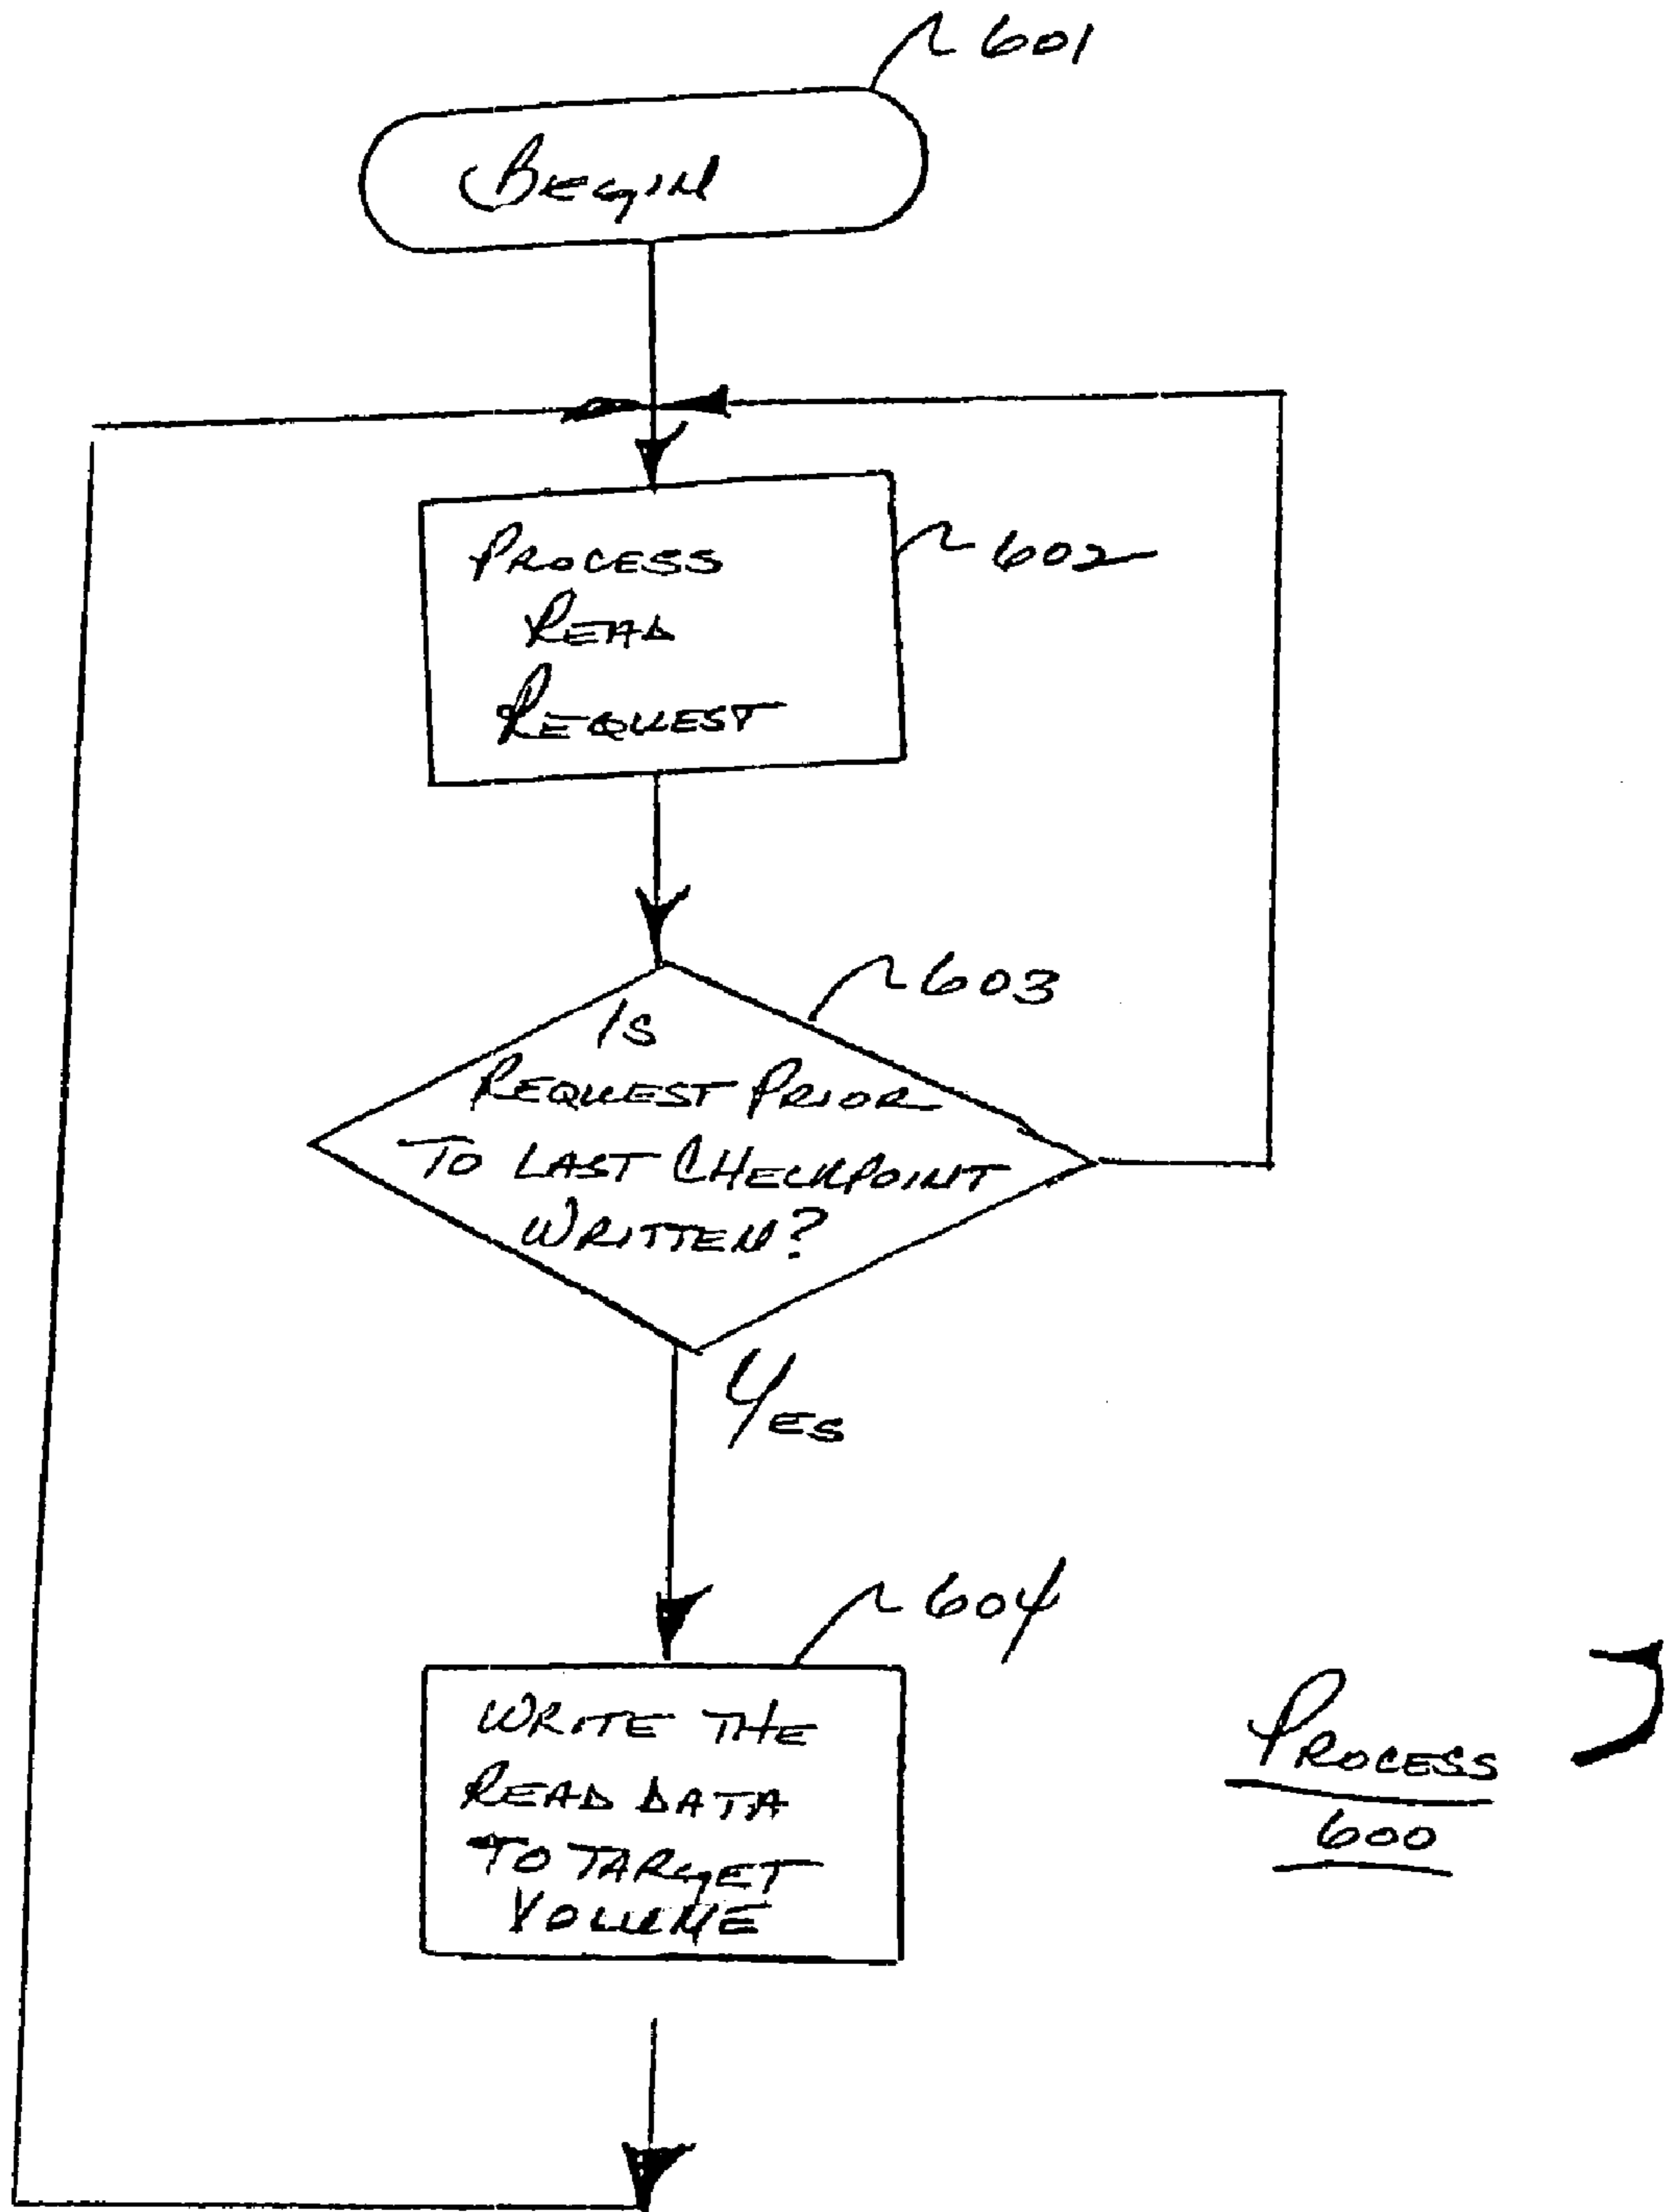 601
Begin
Process
Read
Request
602
603
Is
Request Prior
To Last Checkpoint
Written?
Yes
604
Write the
Read Data
To Target
Volume
Process
600